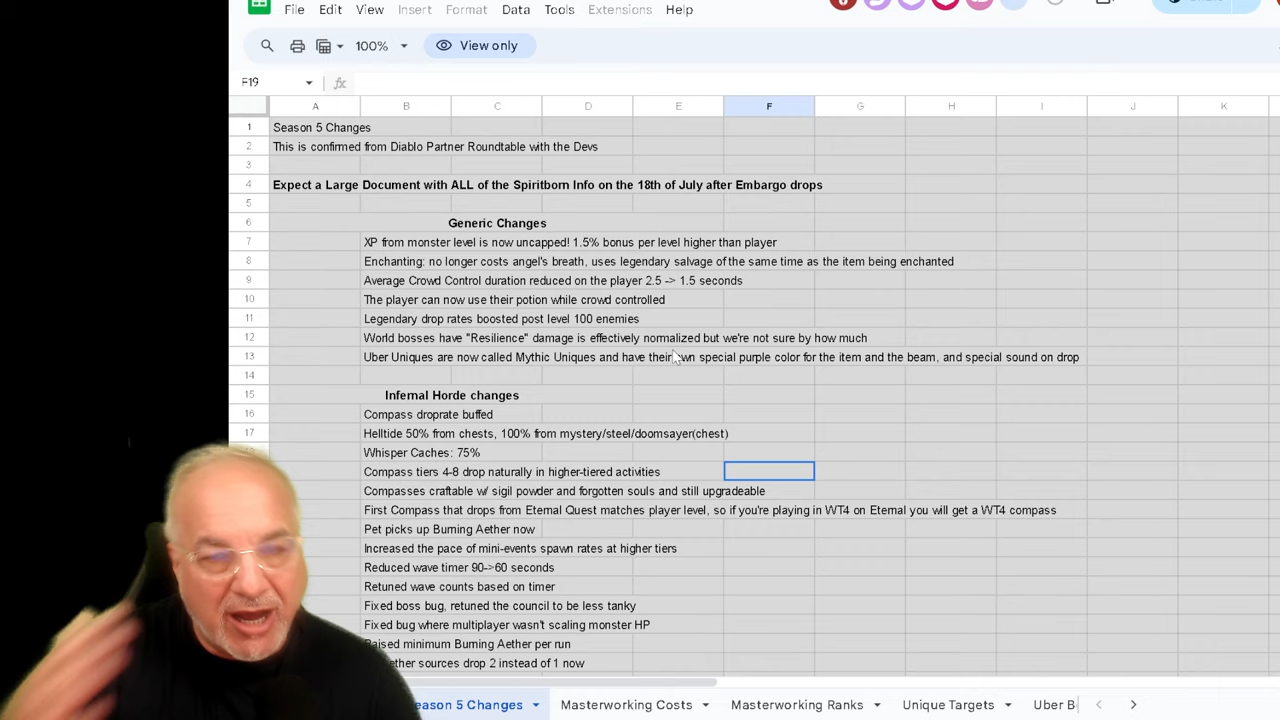 File Edit View Insert Format Data Tools Extensions Help
100% View only
F19
A B C D E F G H I J K
1 Season 5 Changes
2 This is confirmed from Diablo Partner Roundtable with the Devs
3
4 Expect a Large Document with ALL of the Spiritborn Info on the 18th of July after Embargo drops
5
6 Generic Changes
7 XP from monster level is now uncapped! 1.5% bonus per level higher than player
8 Enchanting: no longer costs angel's breath, uses legendary salvage of the same time as the item being enchanted
9 Average Crowd Control duration reduced on the player 2.5 -> 1.5 seconds
10 The player can now use their potion while crowd controlled
11 Legendary drop rates boosted post level 100 enemies
12 World bosses have "Resilience" damage is effectively normalized but we're not sure by how much
13 Uber Uniques are now called Mythic Uniques and have their own special purple color for the item and the beam, and special sound on drop
14
15 Infernal Horde changes
16 Compass droprate buffed
17 Helltide 50% from chests, 100% from mystery/steel/doomsayer(chest)
Whisper Caches: 75%
Compass tiers 4-8 drop naturally in higher-tiered activities
Compasses craftable w/ sigil powder and forgotten souls and still upgradeable
First Compass that drops from Eternal Quest matches player level, so if you're playing in WT4 on Eternal you will get a WT4 compass
Pet picks up Burning Aether now
Increased the pace of mini-events spawn rates at higher tiers
Reduced wave timer 90->60 seconds
Retuned wave counts based on timer
Fixed boss bug, retuned the council to be less tanky
Fixed bug where multiplayer wasn't scaling monster HP
Raised minimum Burning Aether per run
ether sources drop 2 instead of 1 now
eason 5 Changes Masterworking Costs Masterworking Ranks Unique Targets Uber B